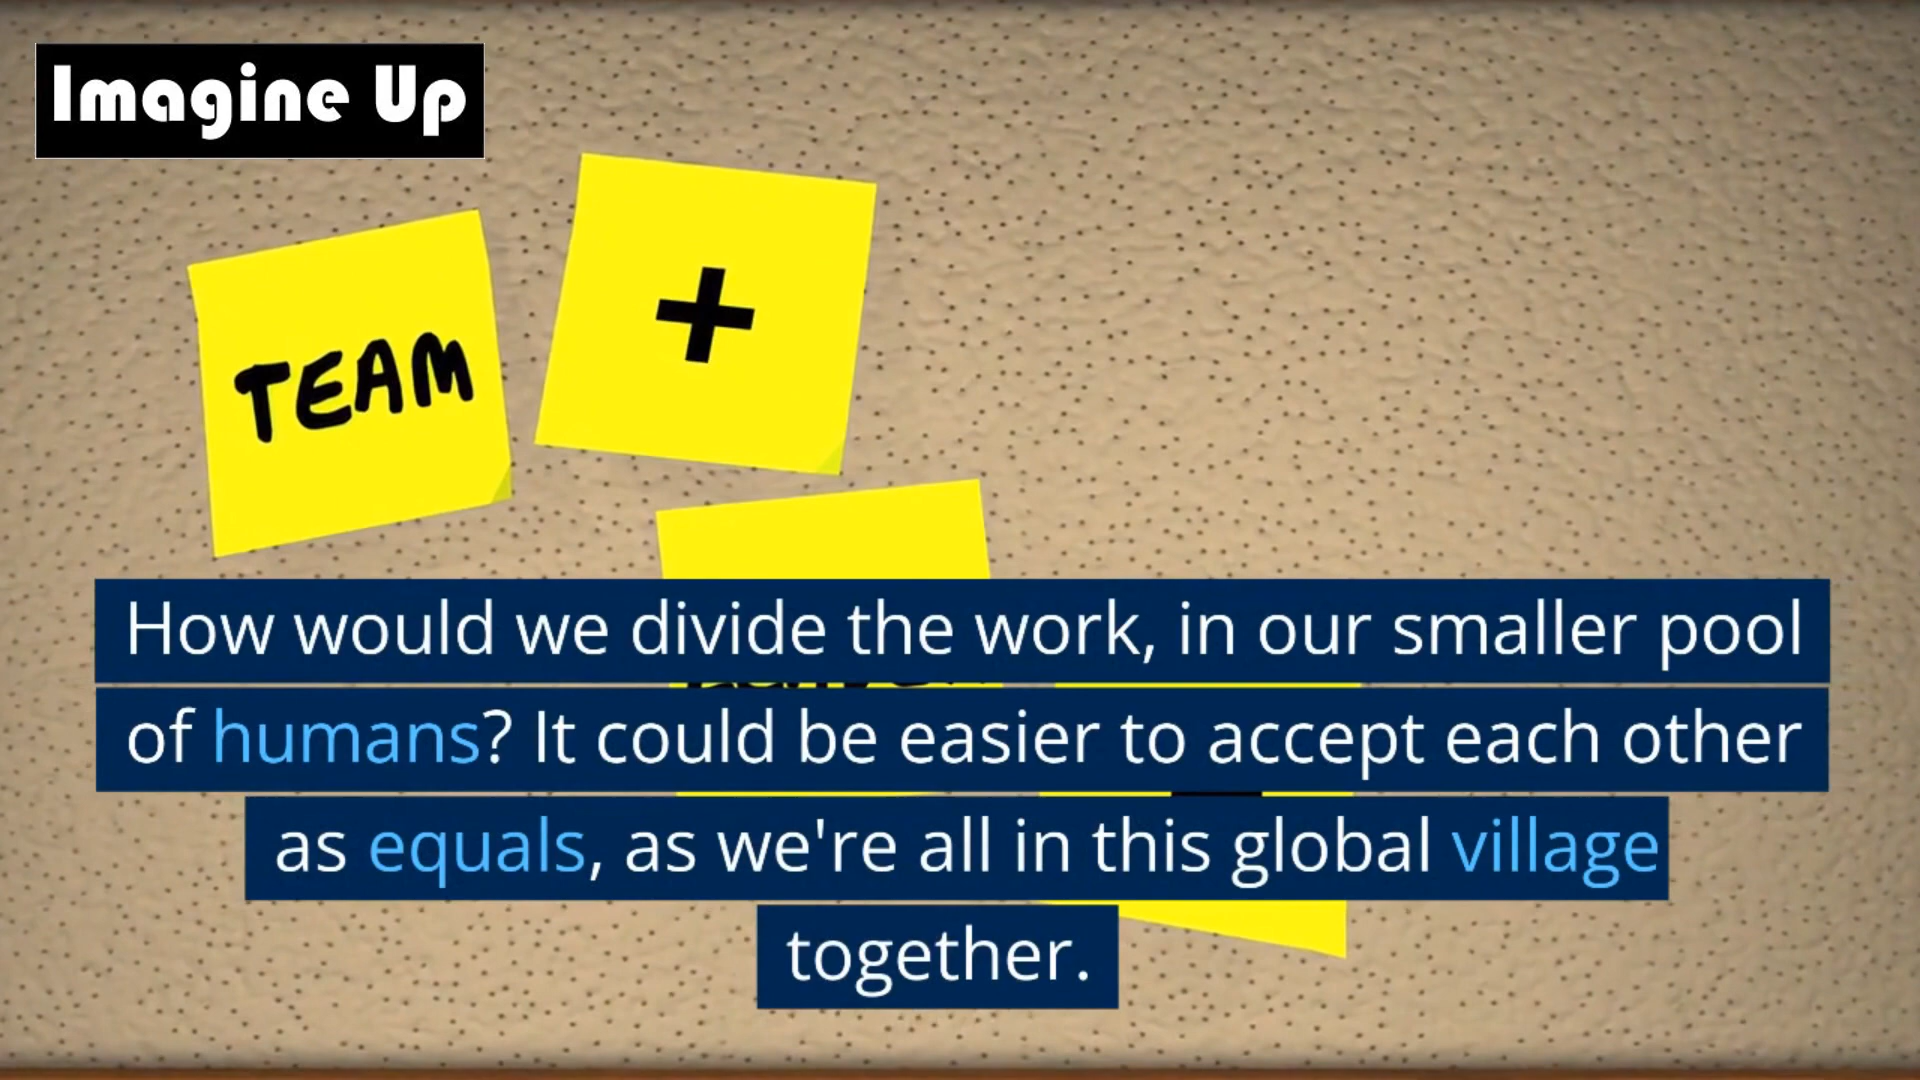 Imagine Up
TEAM
+
How would we divide the work, in our smaller pool
of humans? It could be easier to accept each other
as equals, as we're all in this global village
together.